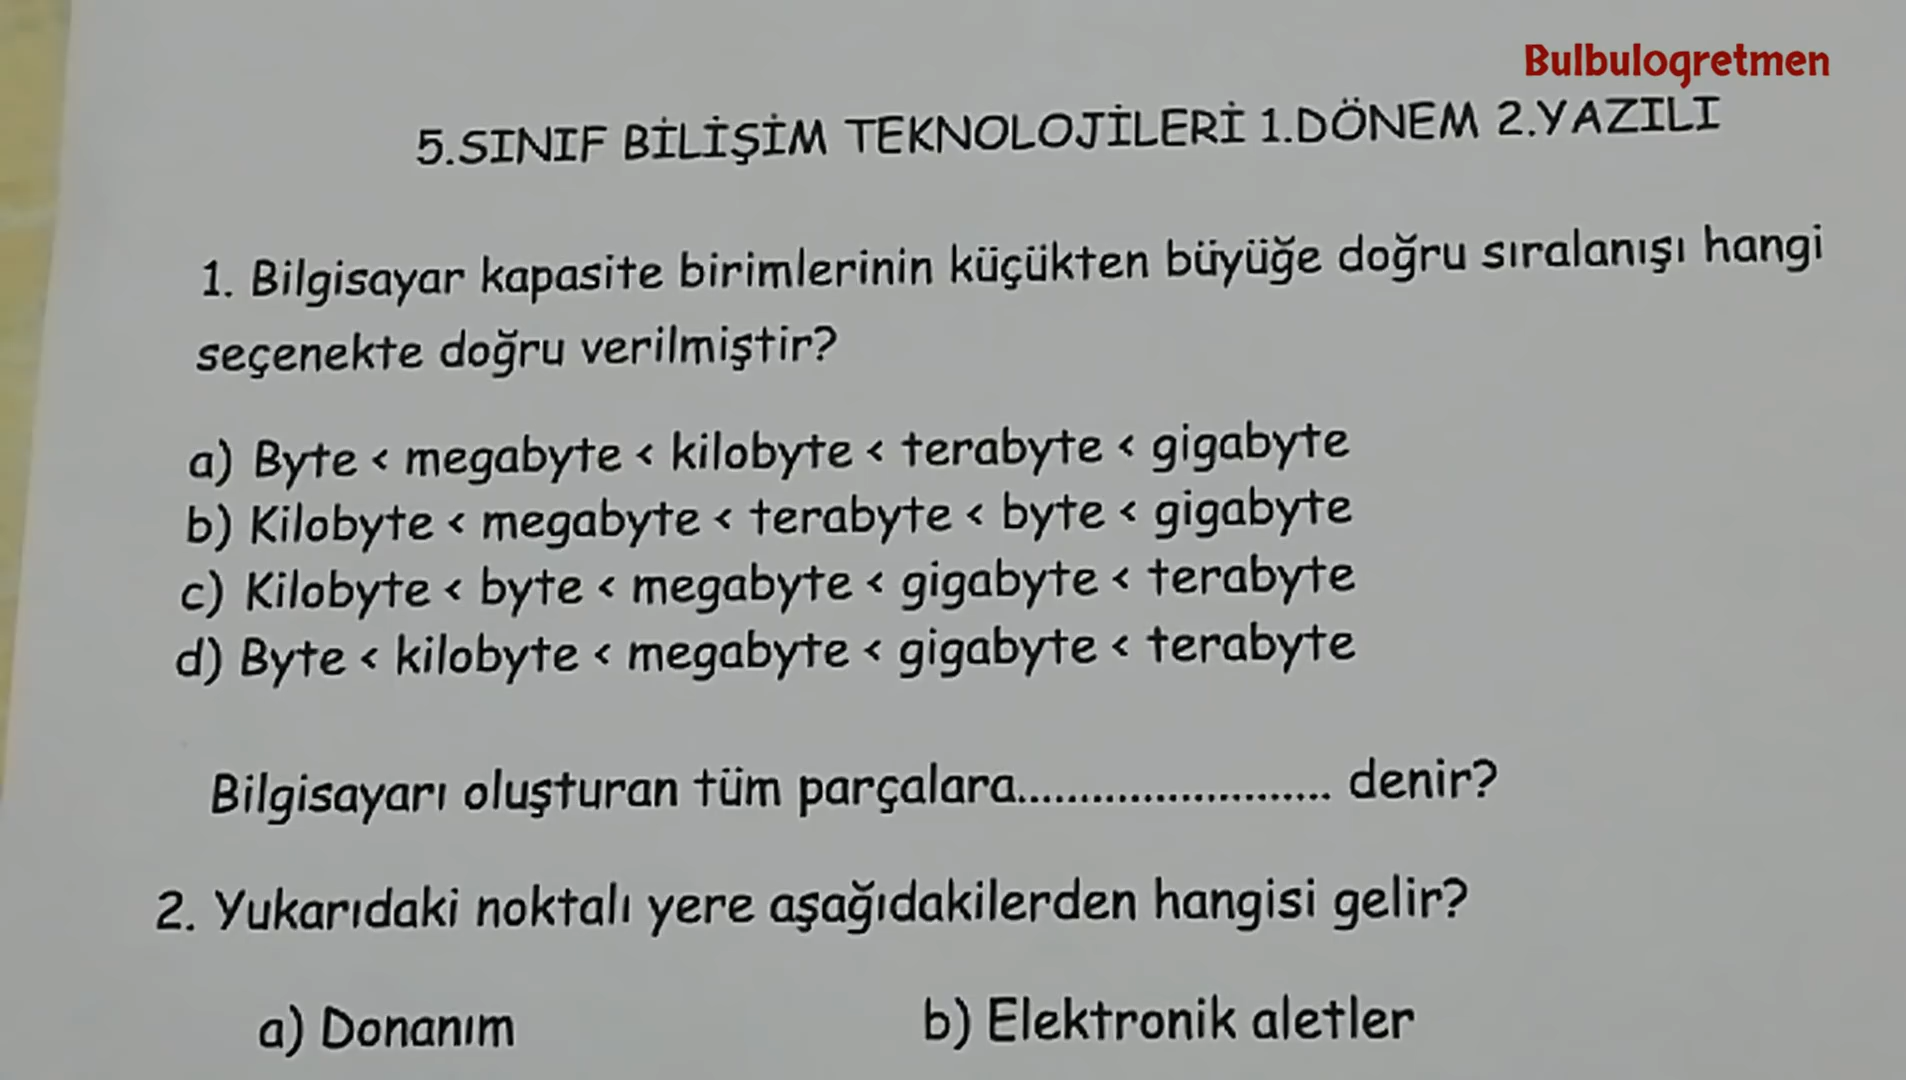 Bulbulogretmen
5.SINIF BİLİŞİM TEKNOLOJİLERİ 1.DÖNEM 2.YAZILI
1. Bilgisayar kapasite birimlerinin küçükten büyüğe doğru sıralanışı hangi
seçenekte doğru verilmiştir?
a) Byte < megabyte < kilobyte < terabyte < gigabyte
b) Kilobyte < megabyte < terabyte < byte < gigabyte
c) Kilobyte < byte < megabyte < gigabyte < terabyte
d) Byte < kilobyte < megabyte < gigabyte < terabyte
Bilgisayarı oluşturan tüm parçalara......................... denir?
2. Yukarıdaki noktalı yere aşağıdakilerden hangisi gelir?
a) Donanım b) Elektronik aletler